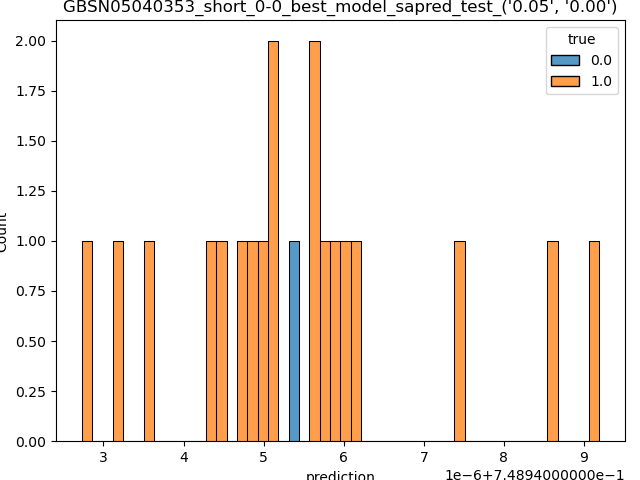 GBSN05040353_short_0-0_best_model_sapred_test_('0.05', '0.00')
true
0.0
1.0
2.00
1.75
1.50
1.25
1.00
0.75
0.50
0.25
0.00
Count
3 4 5 6 7 8 9
prediction
1e−6+7.4894000000e−1